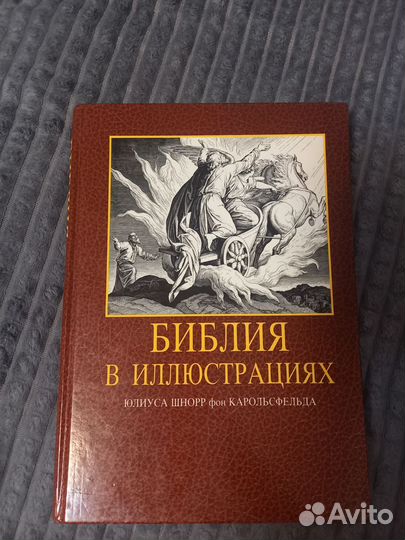 БИБЛИЯ
В ИЛЛЮСТРАЦИЯХ
ЮЛИУСА ШНОРР фон КАРОЛЬСФЕЛЬДА
Avito